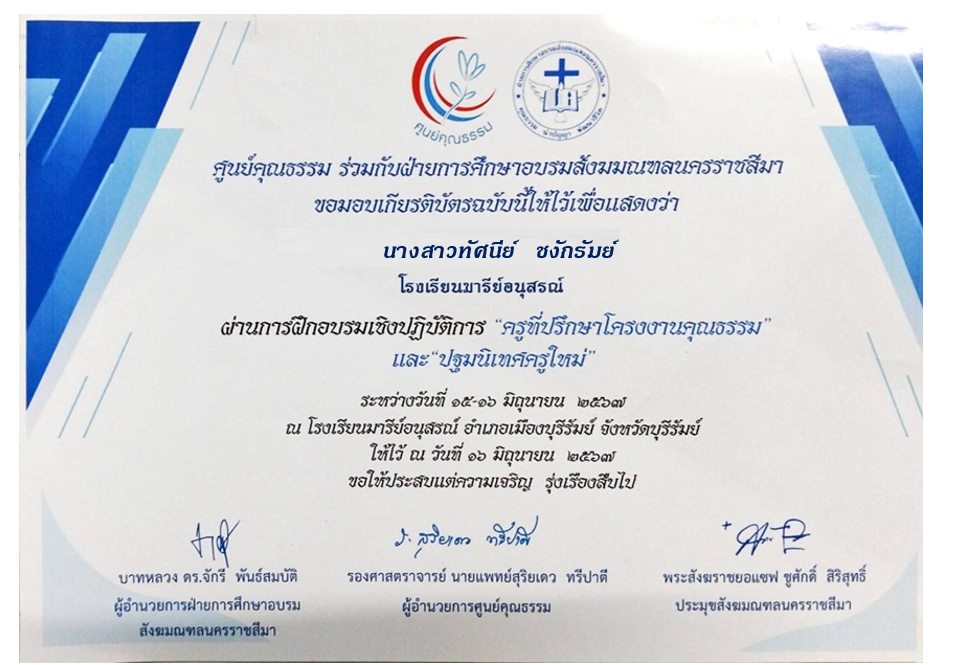 ศูนย์คุณธรรม
ศูนย์คุณธรรม ร่วมกับฝ่ายการศึกษาอบรมสังฆมณฑลนครราชสีมา
ขอมอบเกียรติบัตรฉบับนี้ให้ไว้เพื่อแสดงว่า
นางสาวทัศนีย์ ชงักรัมย์
โรงเรียนมารีย์อนุสรณ์
ผ่านการฝึกอบรมเชิงปฏิบัติการ “ครูที่ปรึกษาโครงงานคุณธรรม”
และ“ปฐมนิเทศครูใหม่”
ระหว่างวันที่ ๑๕-๑๖ มิถุนายน ๒๕๖๗
ณ โรงเรียนมารีย์อนุสรณ์ อำเภอเมืองบุรีรัมย์ จังหวัดบุรีรัมย์
ให้ไว้ ณ วันที่ ๑๖ มิถุนายน ๒๕๖๗
ขอให้ประสบแต่ความเจริญ รุ่งเรืองสืบไป
บาทหลวง ดร.จักรี พันธ์สมบัติ
ผู้อำนวยการฝ่ายการศึกษาอบรม
สังฆมณฑลนครราชสีมา
รองศาสตราจารย์ นายแพทย์สุริยเดว ทรีปาตี
ผู้อำนวยการศูนย์คุณธรรม
พระสังฆราชยอแซฟ ชูศักดิ์ สิริสุทธิ์
ประมุขสังฆมณฑลนครราชสีมา